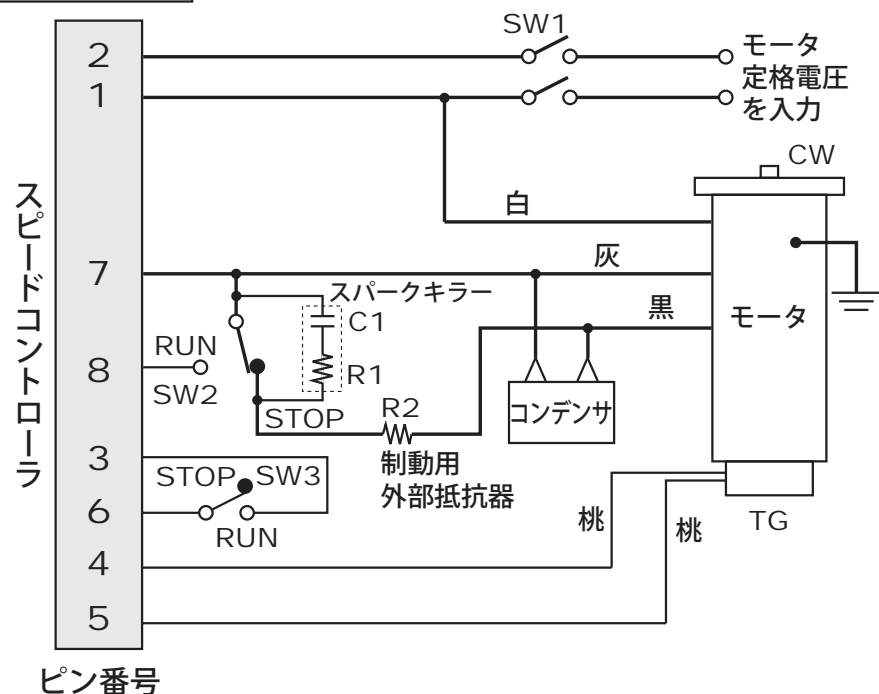 SW1
2
モータ
定格電圧
を入力
1
CW
白
スピードコントローラ
7
灰
スパークキラー
C1
黒
モータ
RUN
8
R1
SW2
STOP
R2
コンデンサ
制動用
外部抵抗器
3
STOP SW3
6
RUN
桃
桃
TG
4
5
ピン番号